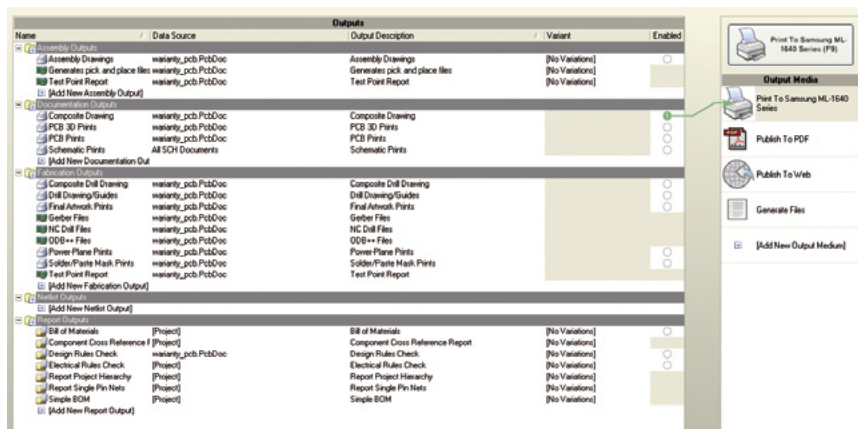 Outputs
Name / Data Source Output Description / Variant Enabled
Assembly Outputs
Assembly Drawings warianty_pcb.PcbDoc Assembly Drawings [No Variations]
Generates pick and place files warianty_pcb.PcbDoc Generates pick and place files [No Variations]
Test Point Report warianty_pcb.PcbDoc Test Point Report [No Variations]
[Add New Assembly Output]
Documentation Outputs
Composite Drawing warianty_pcb.PcbDoc Composite Drawing 1
PCB 3D Prints warianty_pcb.PcbDoc PCB 3D Prints
PCB Prints warianty_pcb.PcbDoc PCB Prints
Schematic Prints All SCH Documents Schematic Prints
[Add New Documentation Out
Fabrication Outputs
Composite Drill Drawing warianty_pcb.PcbDoc Composite Drill Drawing
Drill Drawing/Guides warianty_pcb.PcbDoc Drill Drawing/Guides
Final Artwork Prints warianty_pcb.PcbDoc Final Artwork Prints
Gerber Files warianty_pcb.PcbDoc Gerber Files
NC Drill Files warianty_pcb.PcbDoc NC Drill Files
ODB++ Files warianty_pcb.PcbDoc ODB++ Files
Power-Plane Prints warianty_pcb.PcbDoc Power-Plane Prints
Solder/Paste Mask Prints warianty_pcb.PcbDoc Solder/Paste Mask Prints
Test Point Report warianty_pcb.PcbDoc Test Point Report
[Add New Fabrication Output]
Netlist Outputs
[Add New Netlist Output]
Report Outputs
Bill of Materials [Project] Bill of Materials [No Variations]
Component Cross Reference F [Project] Component Cross Reference Report [No Variations]
Design Rules Check warianty_pcb.PcbDoc Design Rules Check [No Variations]
Electrical Rules Check [Project] Electrical Rules Check [No Variations]
Report Project Hierarchy [Project] Report Project Hierarchy [No Variations]
Report Single Pin Nets [Project] Report Single Pin Nets [No Variations]
Simple BOM [Project] Simple BOM [No Variations]
[Add New Report Output]
Print To Samsung ML-
1640 Series (F9)
Output Media
Print To Samsung ML-1640
Series
Publish To PDF
Publish To Web
Generate Files
[Add New Output Medium]